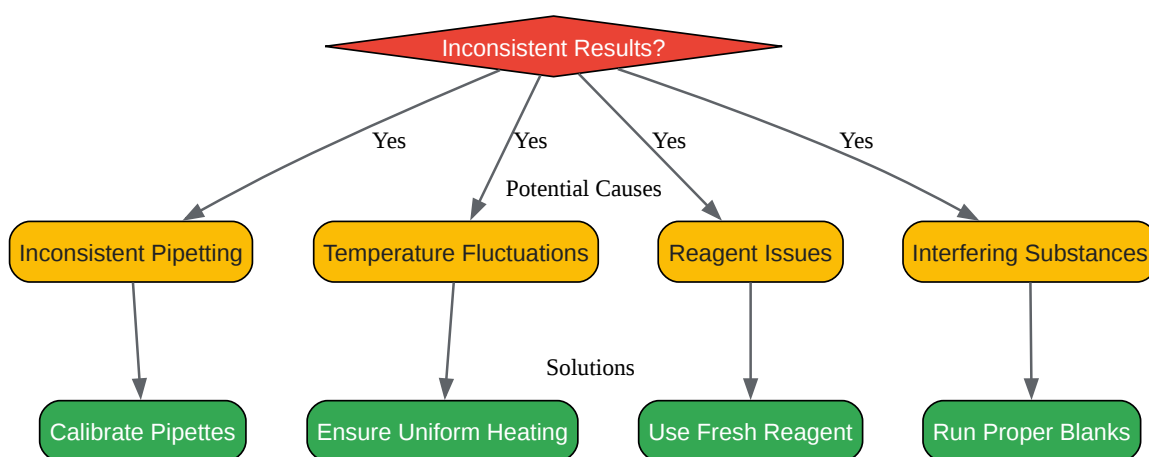 Inconsistent Results?
Yes
Yes
Yes
Yes
Potential Causes
Inconsistent Pipetting
Temperature Fluctuations
Reagent Issues
Interfering Substances
Solutions
Calibrate Pipettes
Ensure Uniform Heating
Use Fresh Reagent
Run Proper Blanks